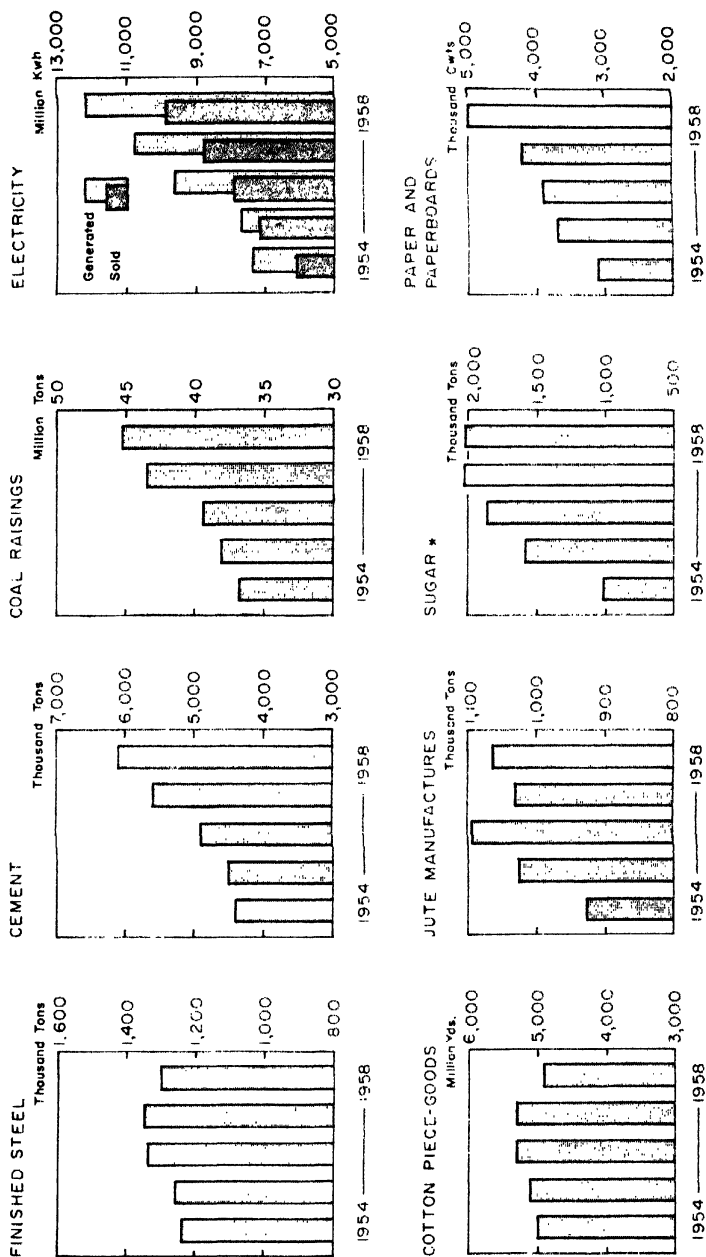 FINISHED STEEL
Thousand Tons
1,600
1,400
1,200
1,000
800
1954 1958
CEMENT
Thousand Tons
7,000
6,000
5,000
4,000
3,000
1954 1958
COAL RAISINGS
Million Tons
50
45
40
35
30
1954 1958
ELECTRICITY
Million Kwh
13,000
11,000
9,000
7,000
5,000
Generated
Sold
1954 1958
COTTON PIECE-GOODS
Million Yds.
6,000
5,000
4,000
3,000
1954 1958
JUTE MANUFACTURES
Thousand Tons
1,100
1,000
900
800
1954 1958
SUGAR *
Thousand Tons
2,000
1,500
1,000
500
1954 1958
PAPER AND
PAPERBOARDS
Thousand Cwts
5,000
4,000
3,000
2,000
1954 1958